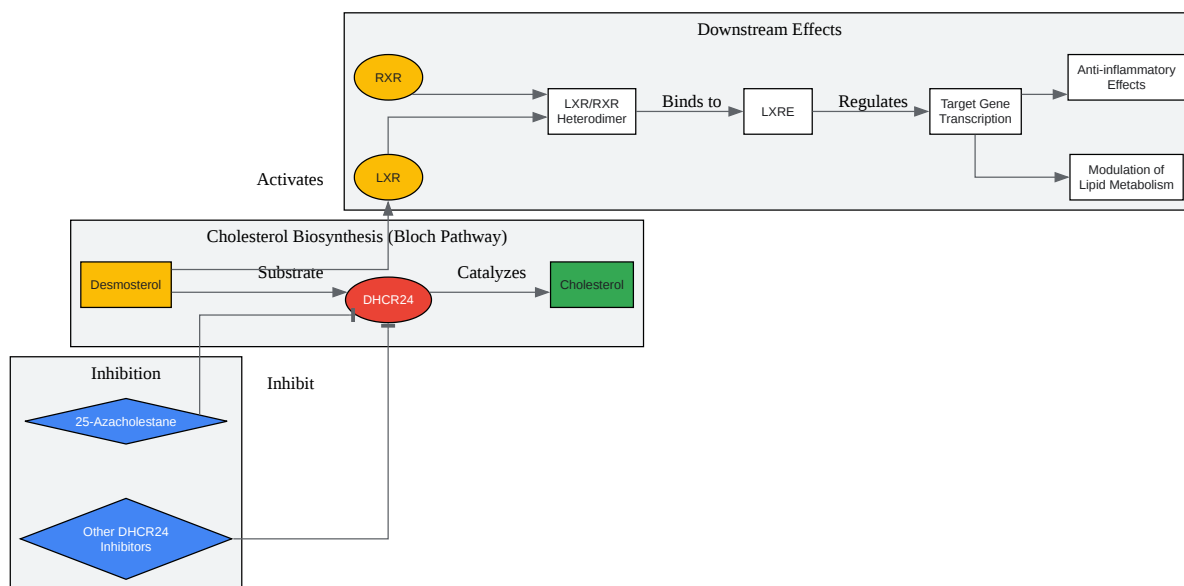 Downstream Effects
RXR
LXR/RXR
Heterodimer
Binds to
LXRE
Regulates
Target Gene
Transcription
Anti-inflammatory
Effects
Activates
LXR
Modulation of
Lipid Metabolism
Cholesterol Biosynthesis (Bloch Pathway)
Desmosterol
Substrate
DHCR24
Catalyzes
Cholesterol
Inhibition
Inhibit
25-Azacholestane
Other DHCR24
Inhibitors